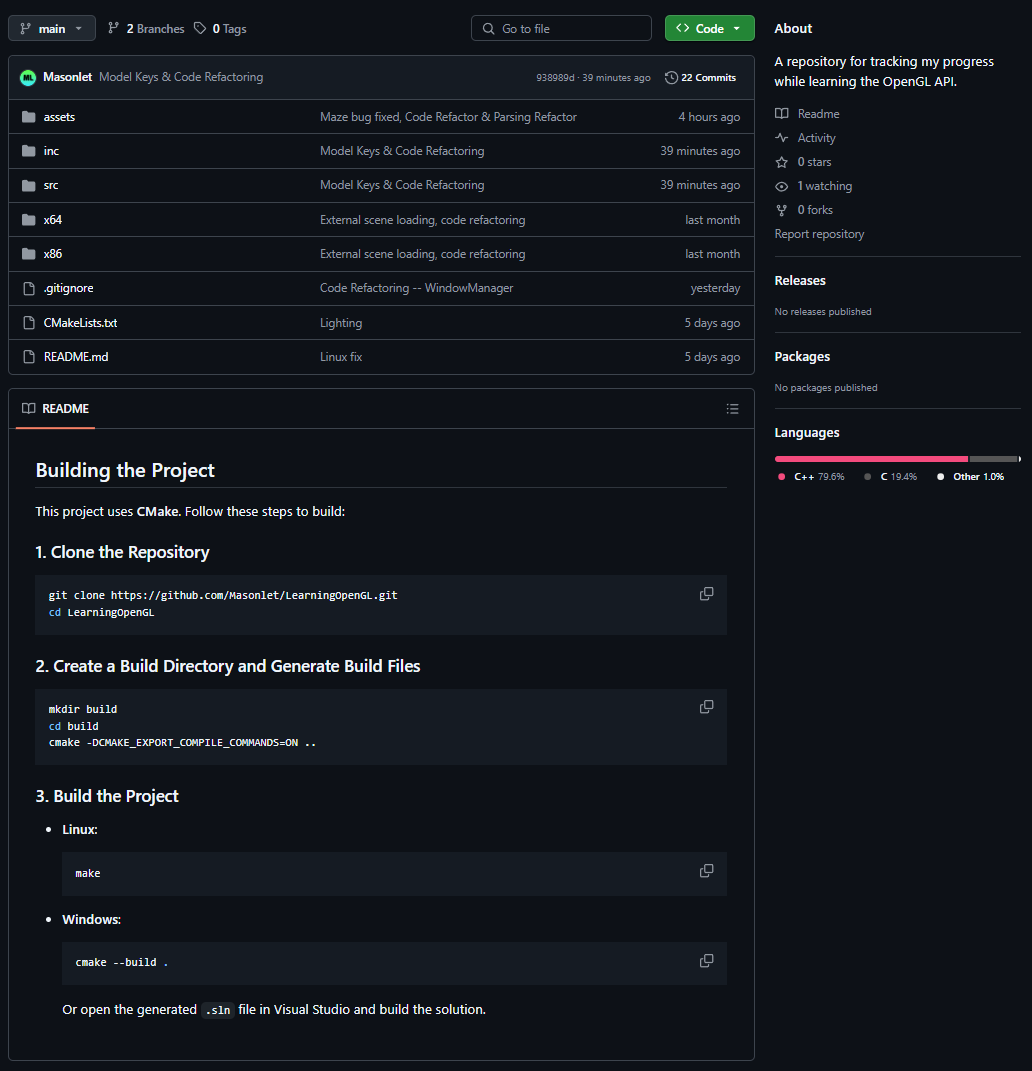 main
2 Branches
0 Tags
Go to file
Code
ML Masonlet Model Keys & Code Refactoring 938989d · 39 minutes ago 22 Commits
assets Maze bug fixed, Code Refactor & Parsing Refactor 4 hours ago
inc Model Keys & Code Refactoring 39 minutes ago
src Model Keys & Code Refactoring 39 minutes ago
x64 External scene loading, code refactoring last month
x86 External scene loading, code refactoring last month
.gitignore Code Refactoring -- WindowManager yesterday
CMakeLists.txt Lighting 5 days ago
README.md Linux fix 5 days ago
README
Building the Project
This project uses CMake. Follow these steps to build:
1. Clone the Repository
git clone https://github.com/Masonlet/LearningOpenGL.git
cd LearningOpenGL
2. Create a Build Directory and Generate Build Files
mkdir build
cd build
cmake -DCMAKE_EXPORT_COMPILE_COMMANDS=ON ..
3. Build the Project
• Linux:
make
• Windows:
cmake --build .
Or open the generated .sln file in Visual Studio and build the solution.
About
A repository for tracking my progress
while learning the OpenGL API.
Readme
Activity
0 stars
1 watching
0 forks
Report repository
Releases
No releases published
Packages
No packages published
Languages
C++ 79.6% C 19.4% Other 1.0%